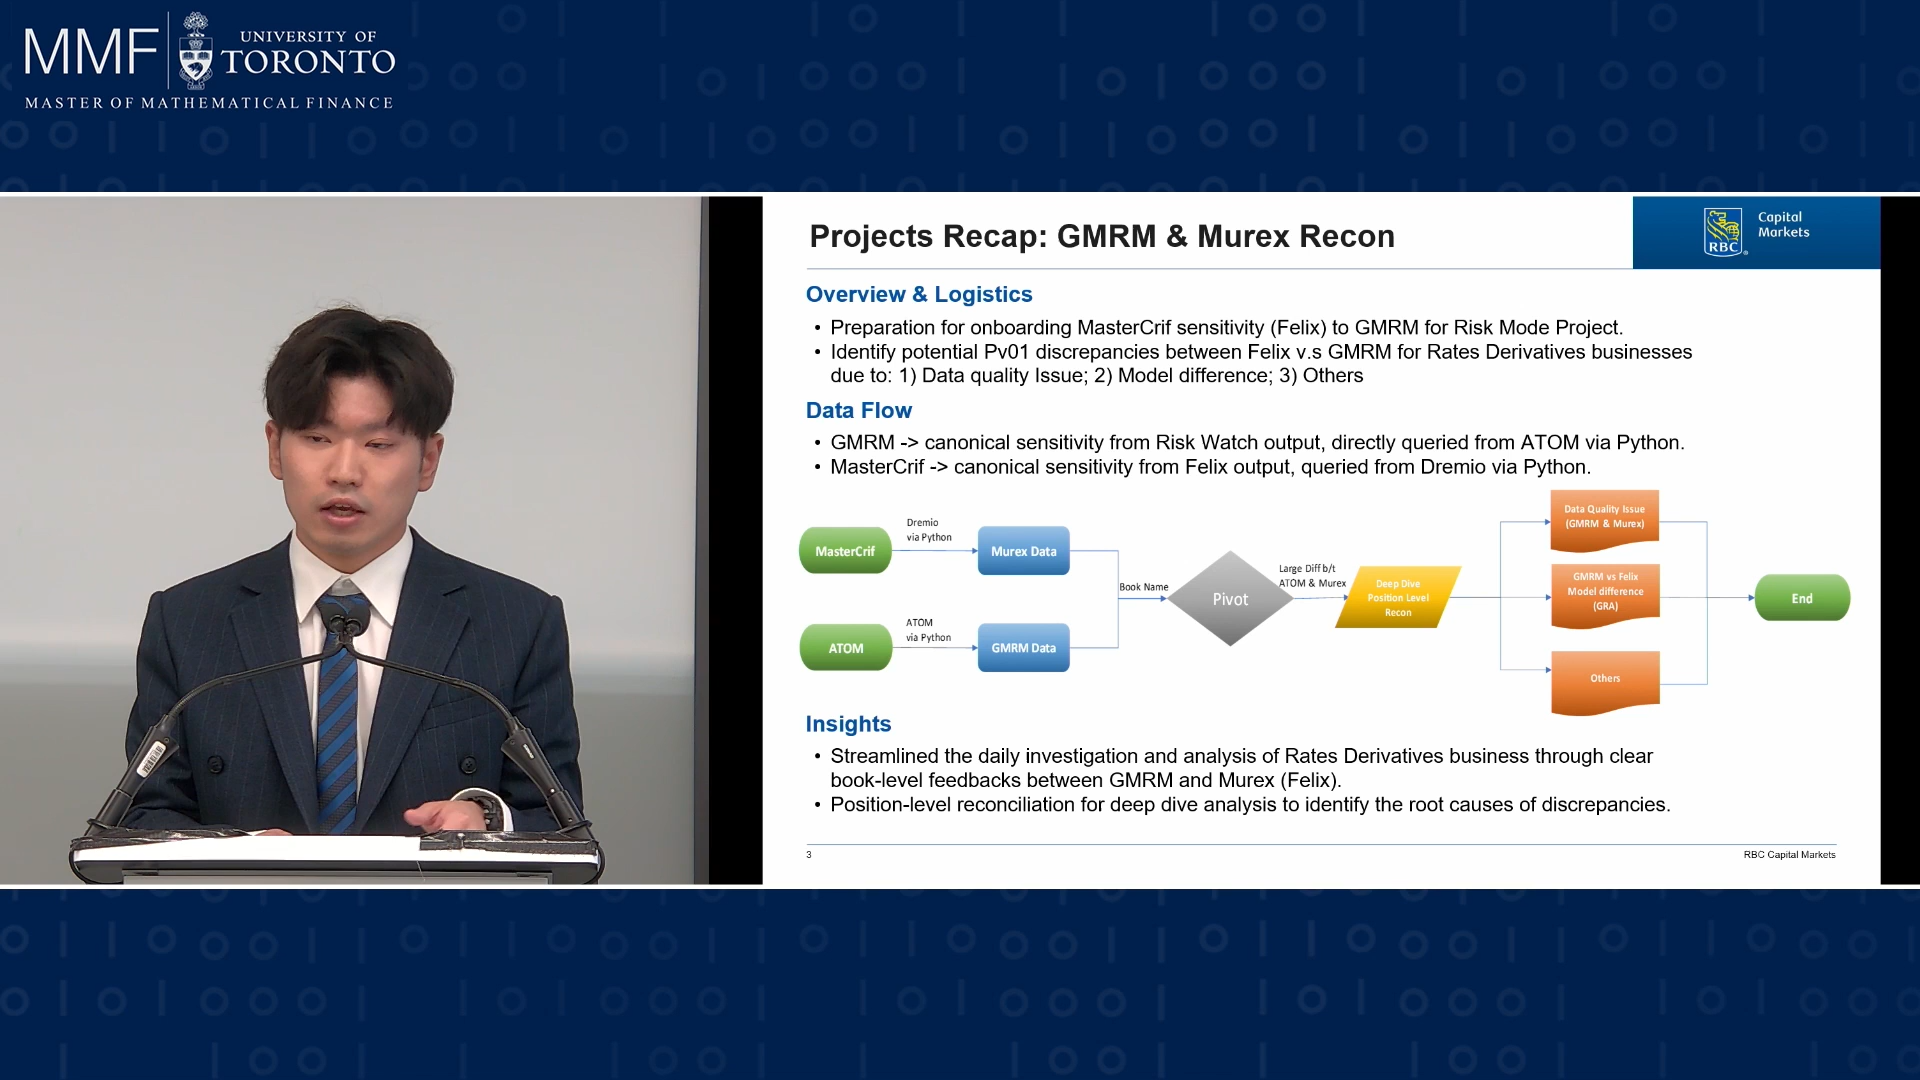 MMF
UNIVERSITY OF
TORONTO
MASTER OF MATHEMATICAL FINANCE
Projects Recap: GMRM & Murex Recon
RBC
®
Capital
Markets
Overview & Logistics
• Preparation for onboarding MasterCrif sensitivity (Felix) to GMRM for Risk Mode Project.
• Identify potential Pv01 discrepancies between Felix v.s GMRM for Rates Derivatives businesses
due to: 1) Data quality Issue; 2) Model difference; 3) Others
Data Flow
• GMRM -> canonical sensitivity from Risk Watch output, directly queried from ATOM via Python.
• MasterCrif -> canonical sensitivity from Felix output, queried from Dremio via Python.
MasterCrif
Dremio
via Python
Murex Data
ATOM
ATOM
via Python
GMRM Data
Book Name
Pivot
Large Diff b/t
ATOM & Murex
Deep Dive
Position Level
Recon
Data Quality Issue
(GMRM & Murex)
GMRM vs Felix
Model difference
(GRA)
Others
End
Insights
• Streamlined the daily investigation and analysis of Rates Derivatives business through clear
book-level feedbacks between GMRM and Murex (Felix).
• Position-level reconciliation for deep dive analysis to identify the root causes of discrepancies.
3
RBC Capital Markets